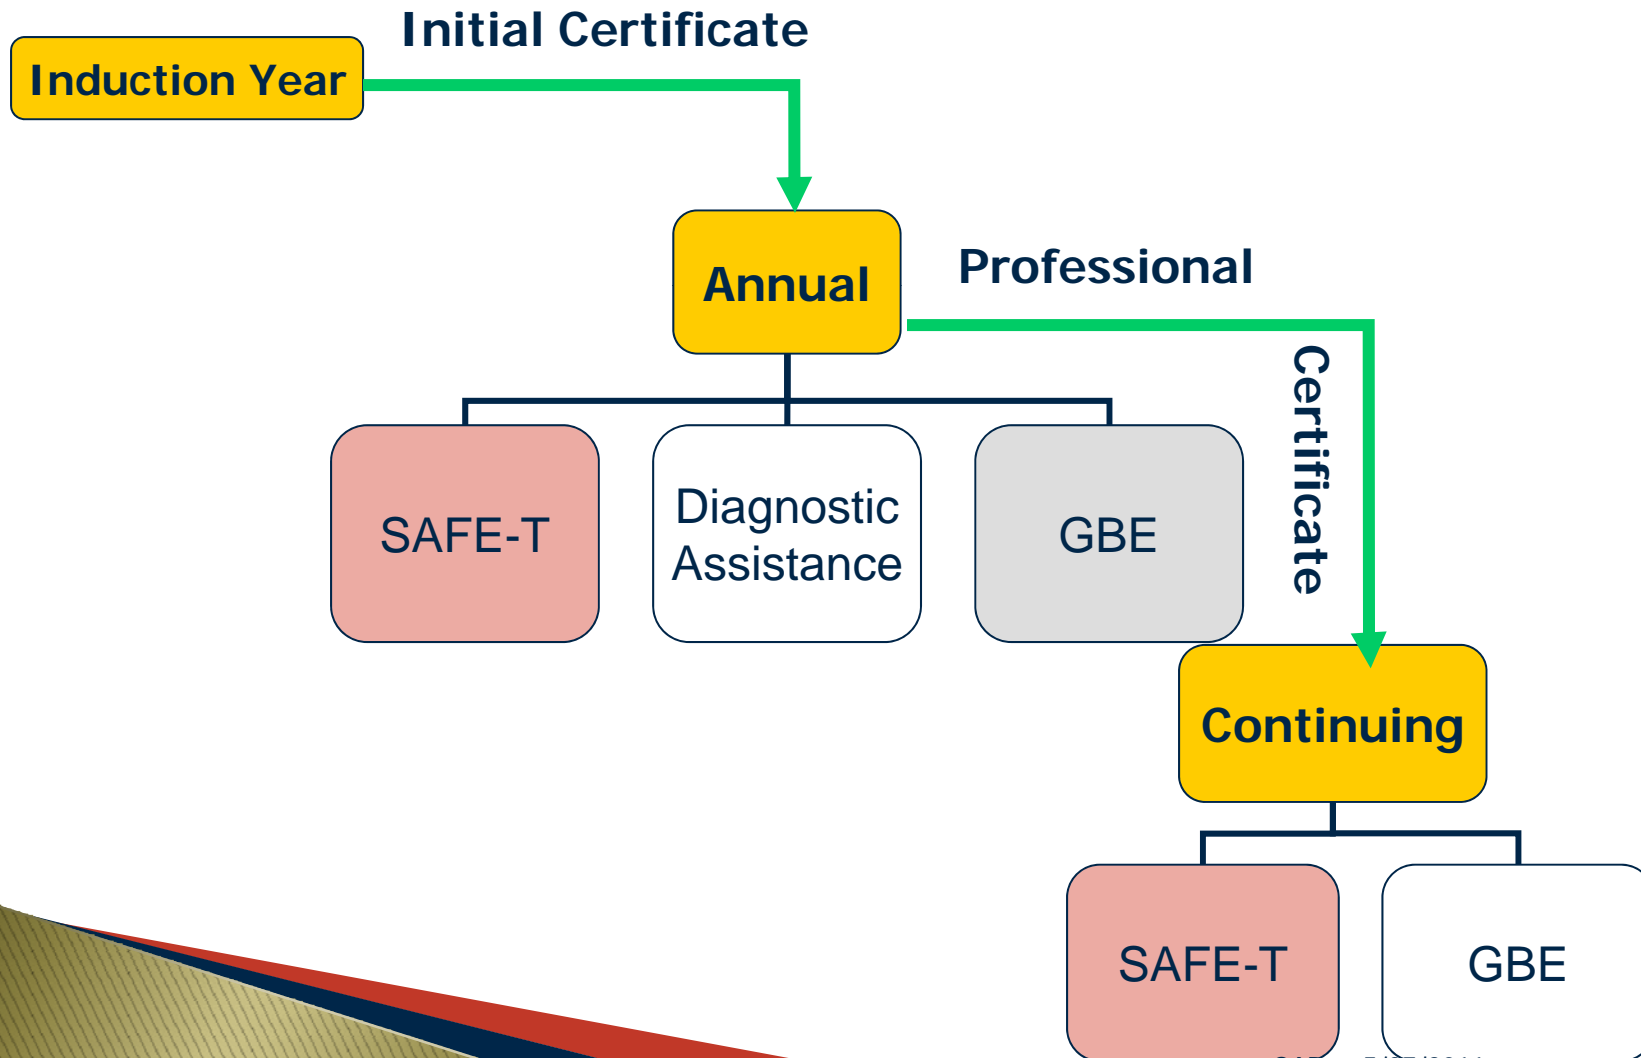 Initial Certificate
Induction Year
Annual
Professional
Certificate
SAFE-T
Diagnostic
Assistance
GBE
Continuing
SAFE-T
GBE